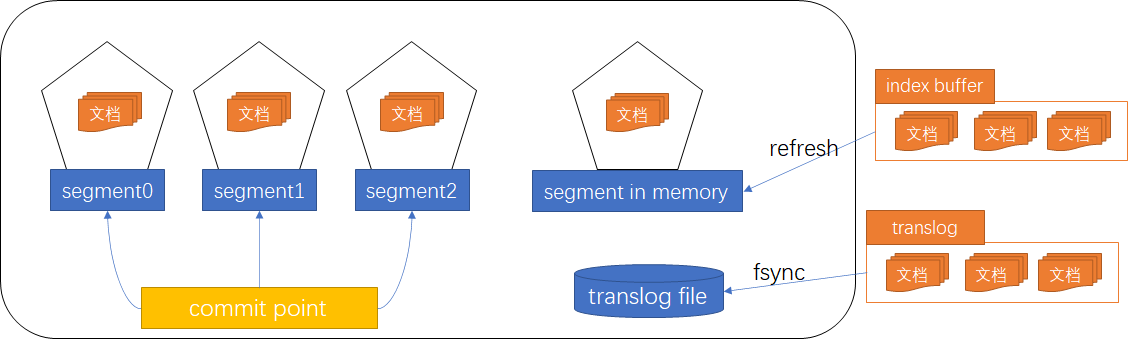 文档
文档
文档
文档
segment0
segment1
segment2
segment in memory
commit point
translog file
refresh
fsync
index buffer
文档
文档
文档
translog
文档
文档
文档